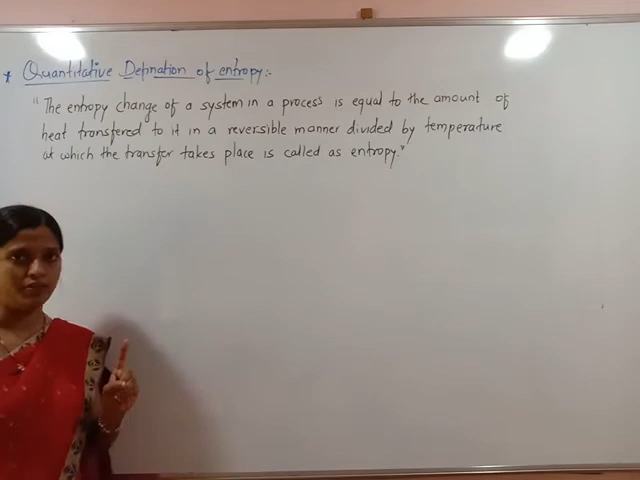 * Quantitative Defination of entropy:-
"The entropy change of a system in a process is equal to the amount of
heat transfered to it in a reversible manner divided by temperature
at which the transfer takes place is called as entropy."